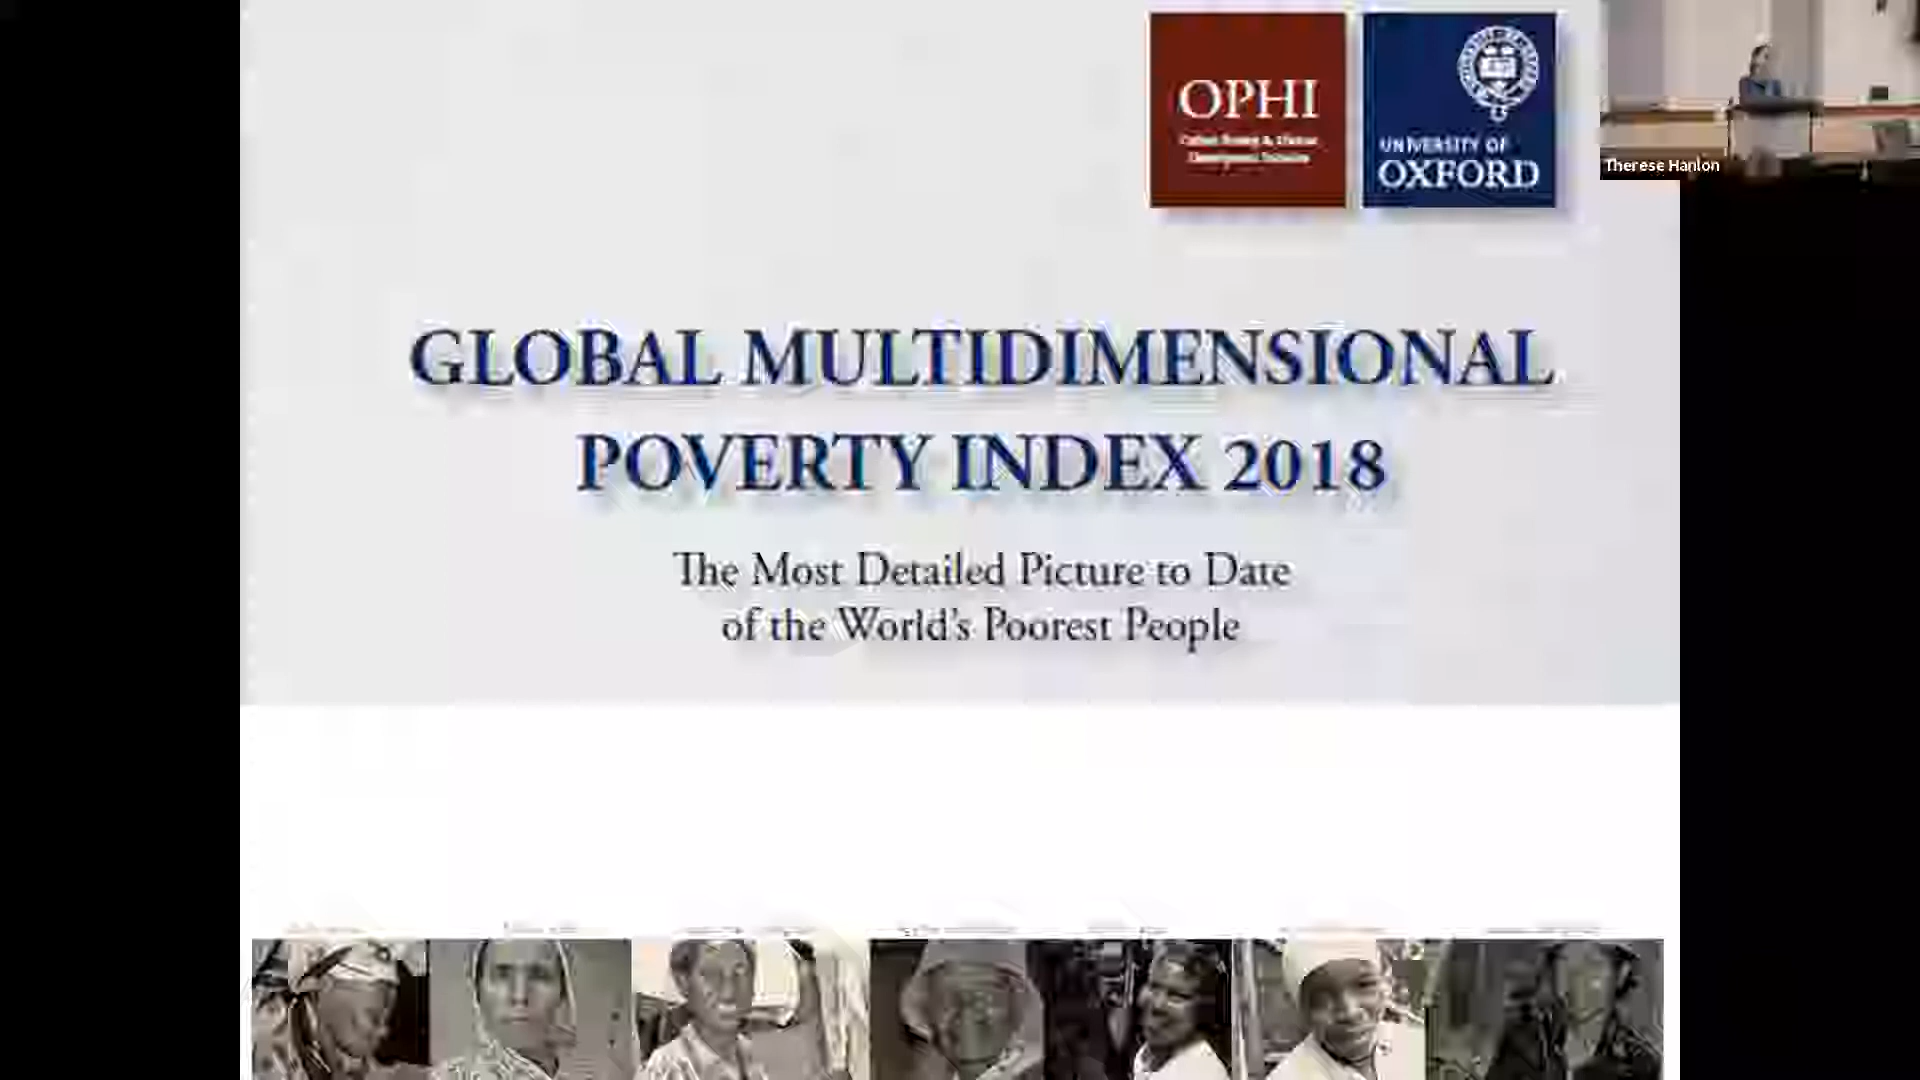 OPHI
UNIVERSITY OF
OXFORD
Therese Hanlon
GLOBAL MULTIDIMENSIONAL
POVERTY INDEX 2018
The Most Detailed Picture to Date
of the World's Poorest People